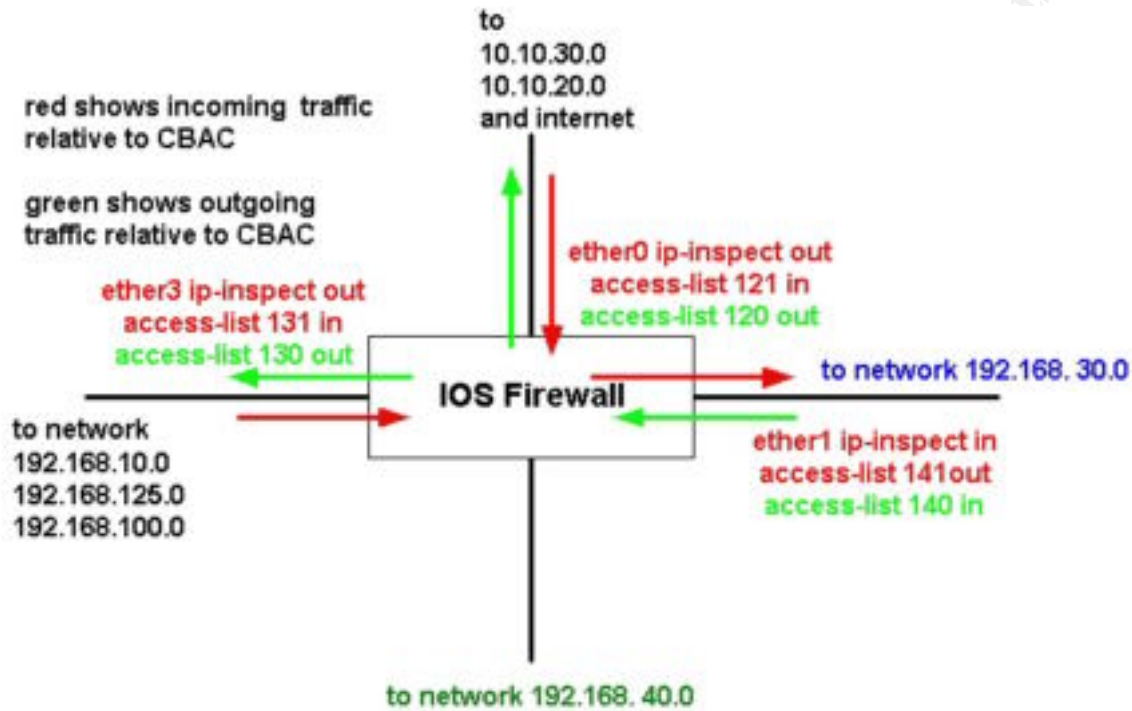 to
10.10.30.0
10.10.20.0
and internet
red shows incoming traffic
relative to CBAC
green shows outgoing
traffic relative to CBAC
ether3 ip-inspect out
access-list 131 in
access-list 130 out
ether0 ip-inspect out
access-list 121 in
access-list 120 out
IOS Firewall
to network 192.168. 30.0
to network
192.168.10.0
192.168.125.0
192.168.100.0
ether1 ip-inspect in
access-list 141out
access-list 140 in
to network 192.168. 40.0